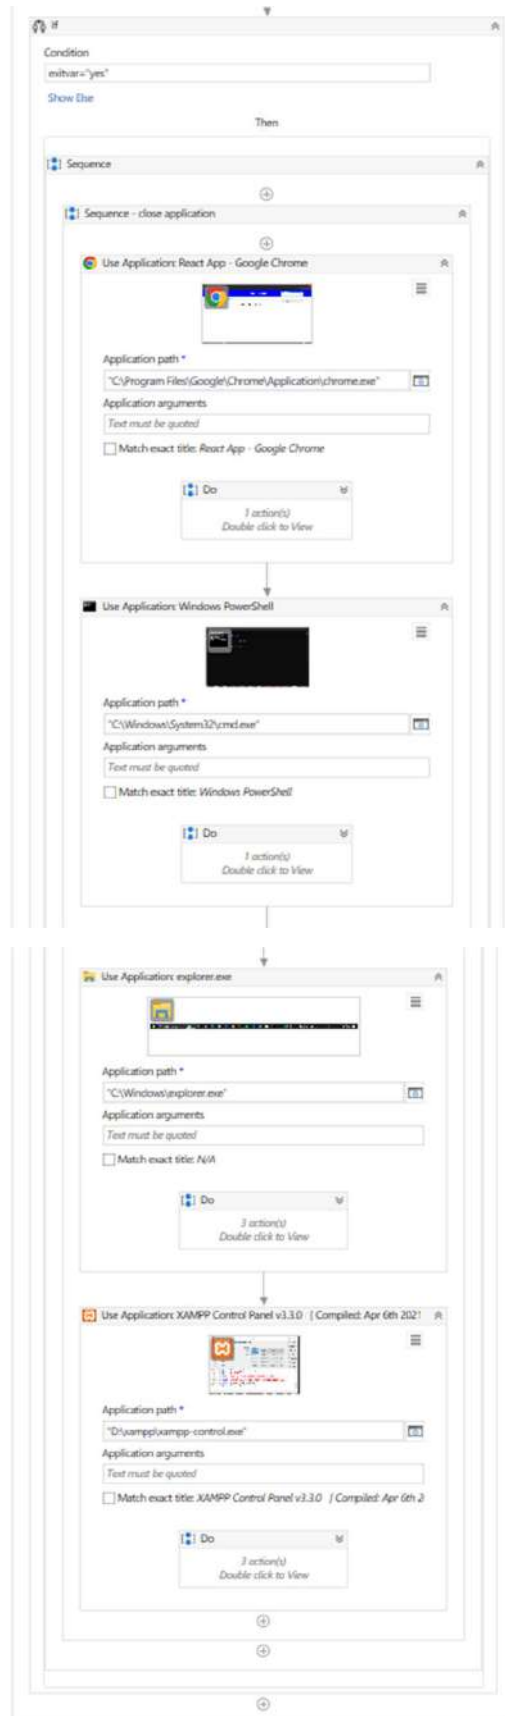 If
Condition
exitvar="yes"
Show Else
Then
Sequence
Sequence - close application
Use Application: React App - Google Chrome
Application path *
"C:\Program Files\Google\Chrome\Application\chrome.exe"
Application arguments
Text must be quoted
Match exact title: React App - Google Chrome
Do
1 action(s)
Double click to View
Use Application: Windows PowerShell
Application path *
"C:\Windows\System32\cmd.exe"
Application arguments
Text must be quoted
Match exact title: Windows PowerShell
Do
1 action(s)
Double click to View
Use Application: explorer.exe
Application path *
"C:\Windows\explorer.exe"
Application arguments
Text must be quoted
Match exact title: N/A
Do
3 action(s)
Double click to View
Use Application: XAMPP Control Panel v3.3.0 [ Compiled: Apr 6th 2021
Application path *
"D:\xampp\xampp-control.exe"
Application arguments
Text must be quoted
Match exact title: XAMPP Control Panel v3.3.0 [ Compiled: Apr 6th 2
Do
3 action(s)
Double click to View